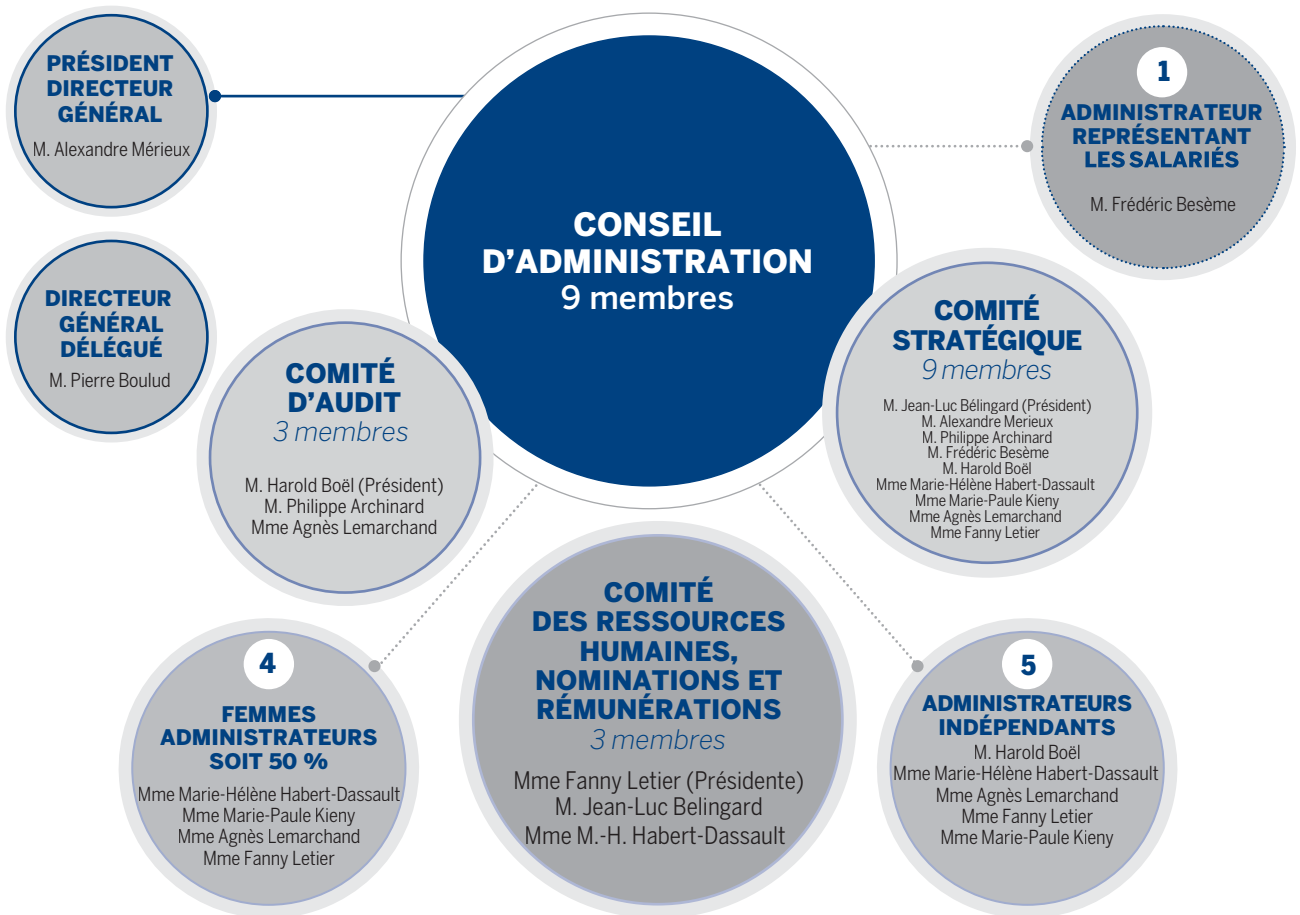 PRÉSIDENT
DIRECTEUR
GÉNÉRAL
M. Alexandre Mérieux
DIRECTEUR
GÉNÉRAL
DÉLÉGUÉ
M. Pierre Boulud
CONSEIL
D'ADMINISTRATION
9 membres
1
ADMINISTRATEUR
REPRÉSENTANT
LES SALARIÉS
M. Frédéric Besème
COMITÉ
D'AUDIT
3 membres
M. Harold Boël (Président)
M. Philippe Archinard
Mme Agnès Lemarchand
COMITÉ
STRATÉGIQUE
9 membres
M. Jean-Luc Bélingard (Président)
M. Alexandre Merieux
M. Philippe Archinard
M. Frédéric Besème
M. Harold Boël
Mme Marie-Hélène Habert-Dassault
Mme Marie-Paule Kieny
Mme Agnès Lemarchand
Mme Fanny Letier
4
FEMMES
ADMINISTRATEURS
SOIT 50 %
Mme Marie-Hélène Habert-Dassault
Mme Marie-Paule Kieny
Mme Agnès Lemarchand
Mme Fanny Letier
COMITÉ
DES RESSOURCES
HUMAINES,
NOMINATIONS ET
RÉMUNÉRATIONS
3 membres
Mme Fanny Letier (Présidente)
M. Jean-Luc Belingard
Mme M.-H. Habert-Dassault
5
ADMINISTRATEURS
INDÉPENDANTS
M. Harold Boël
Mme Marie-Hélène Habert-Dassault
Mme Agnès Lemarchand
Mme Fanny Letier
Mme Marie-Paule Kieny